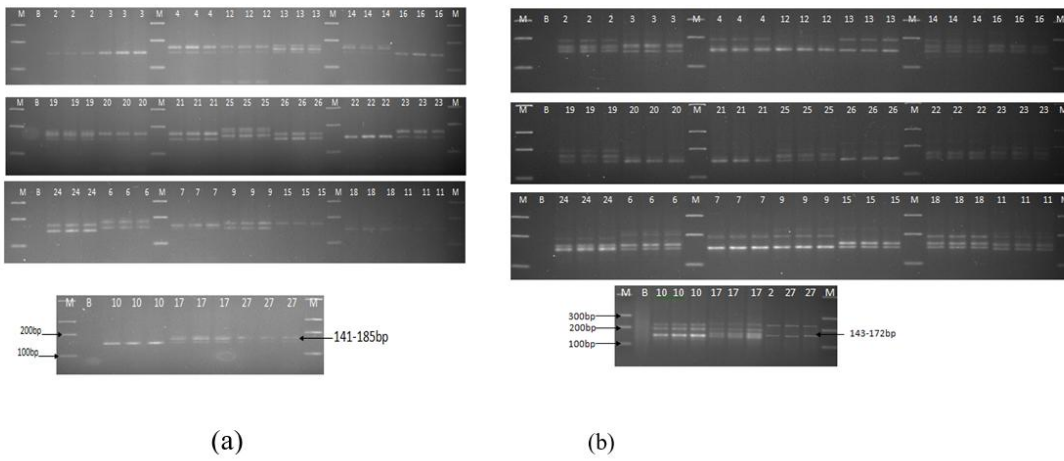 M B 2 2 2 3 3 3 M 4 4 4 12 12 12 13 13 13 M 14 14 14 16 16 16 M
M B 19 19 19 20 20 20 M 21 21 21 25 25 25 26 26 26 M 22 22 22 23 23 23 M
M B 24 24 24 6 6 6 M 7 7 7 9 9 9 15 15 15 M 18 18 18 11 11 11 M
M B 10 10 10 17 17 17 27 27 27 M
200bp
141-185bp
100bp
(a)
M B 2 2 2 3 3 3 M 4 4 4 12 12 12 13 13 13 M 14 14 14 16 16 16 M
M B 19 19 19 20 20 20 M 21 21 21 25 25 25 26 26 26 M 22 22 22 23 23 23 M
M B 24 24 24 6 6 6 M 7 7 7 9 9 9 15 15 15 M 18 18 18 11 11 11 M
M B 10 10 10 17 17 17 2 27 27 M
300bp
200bp
143-172bp
100bp
(b)